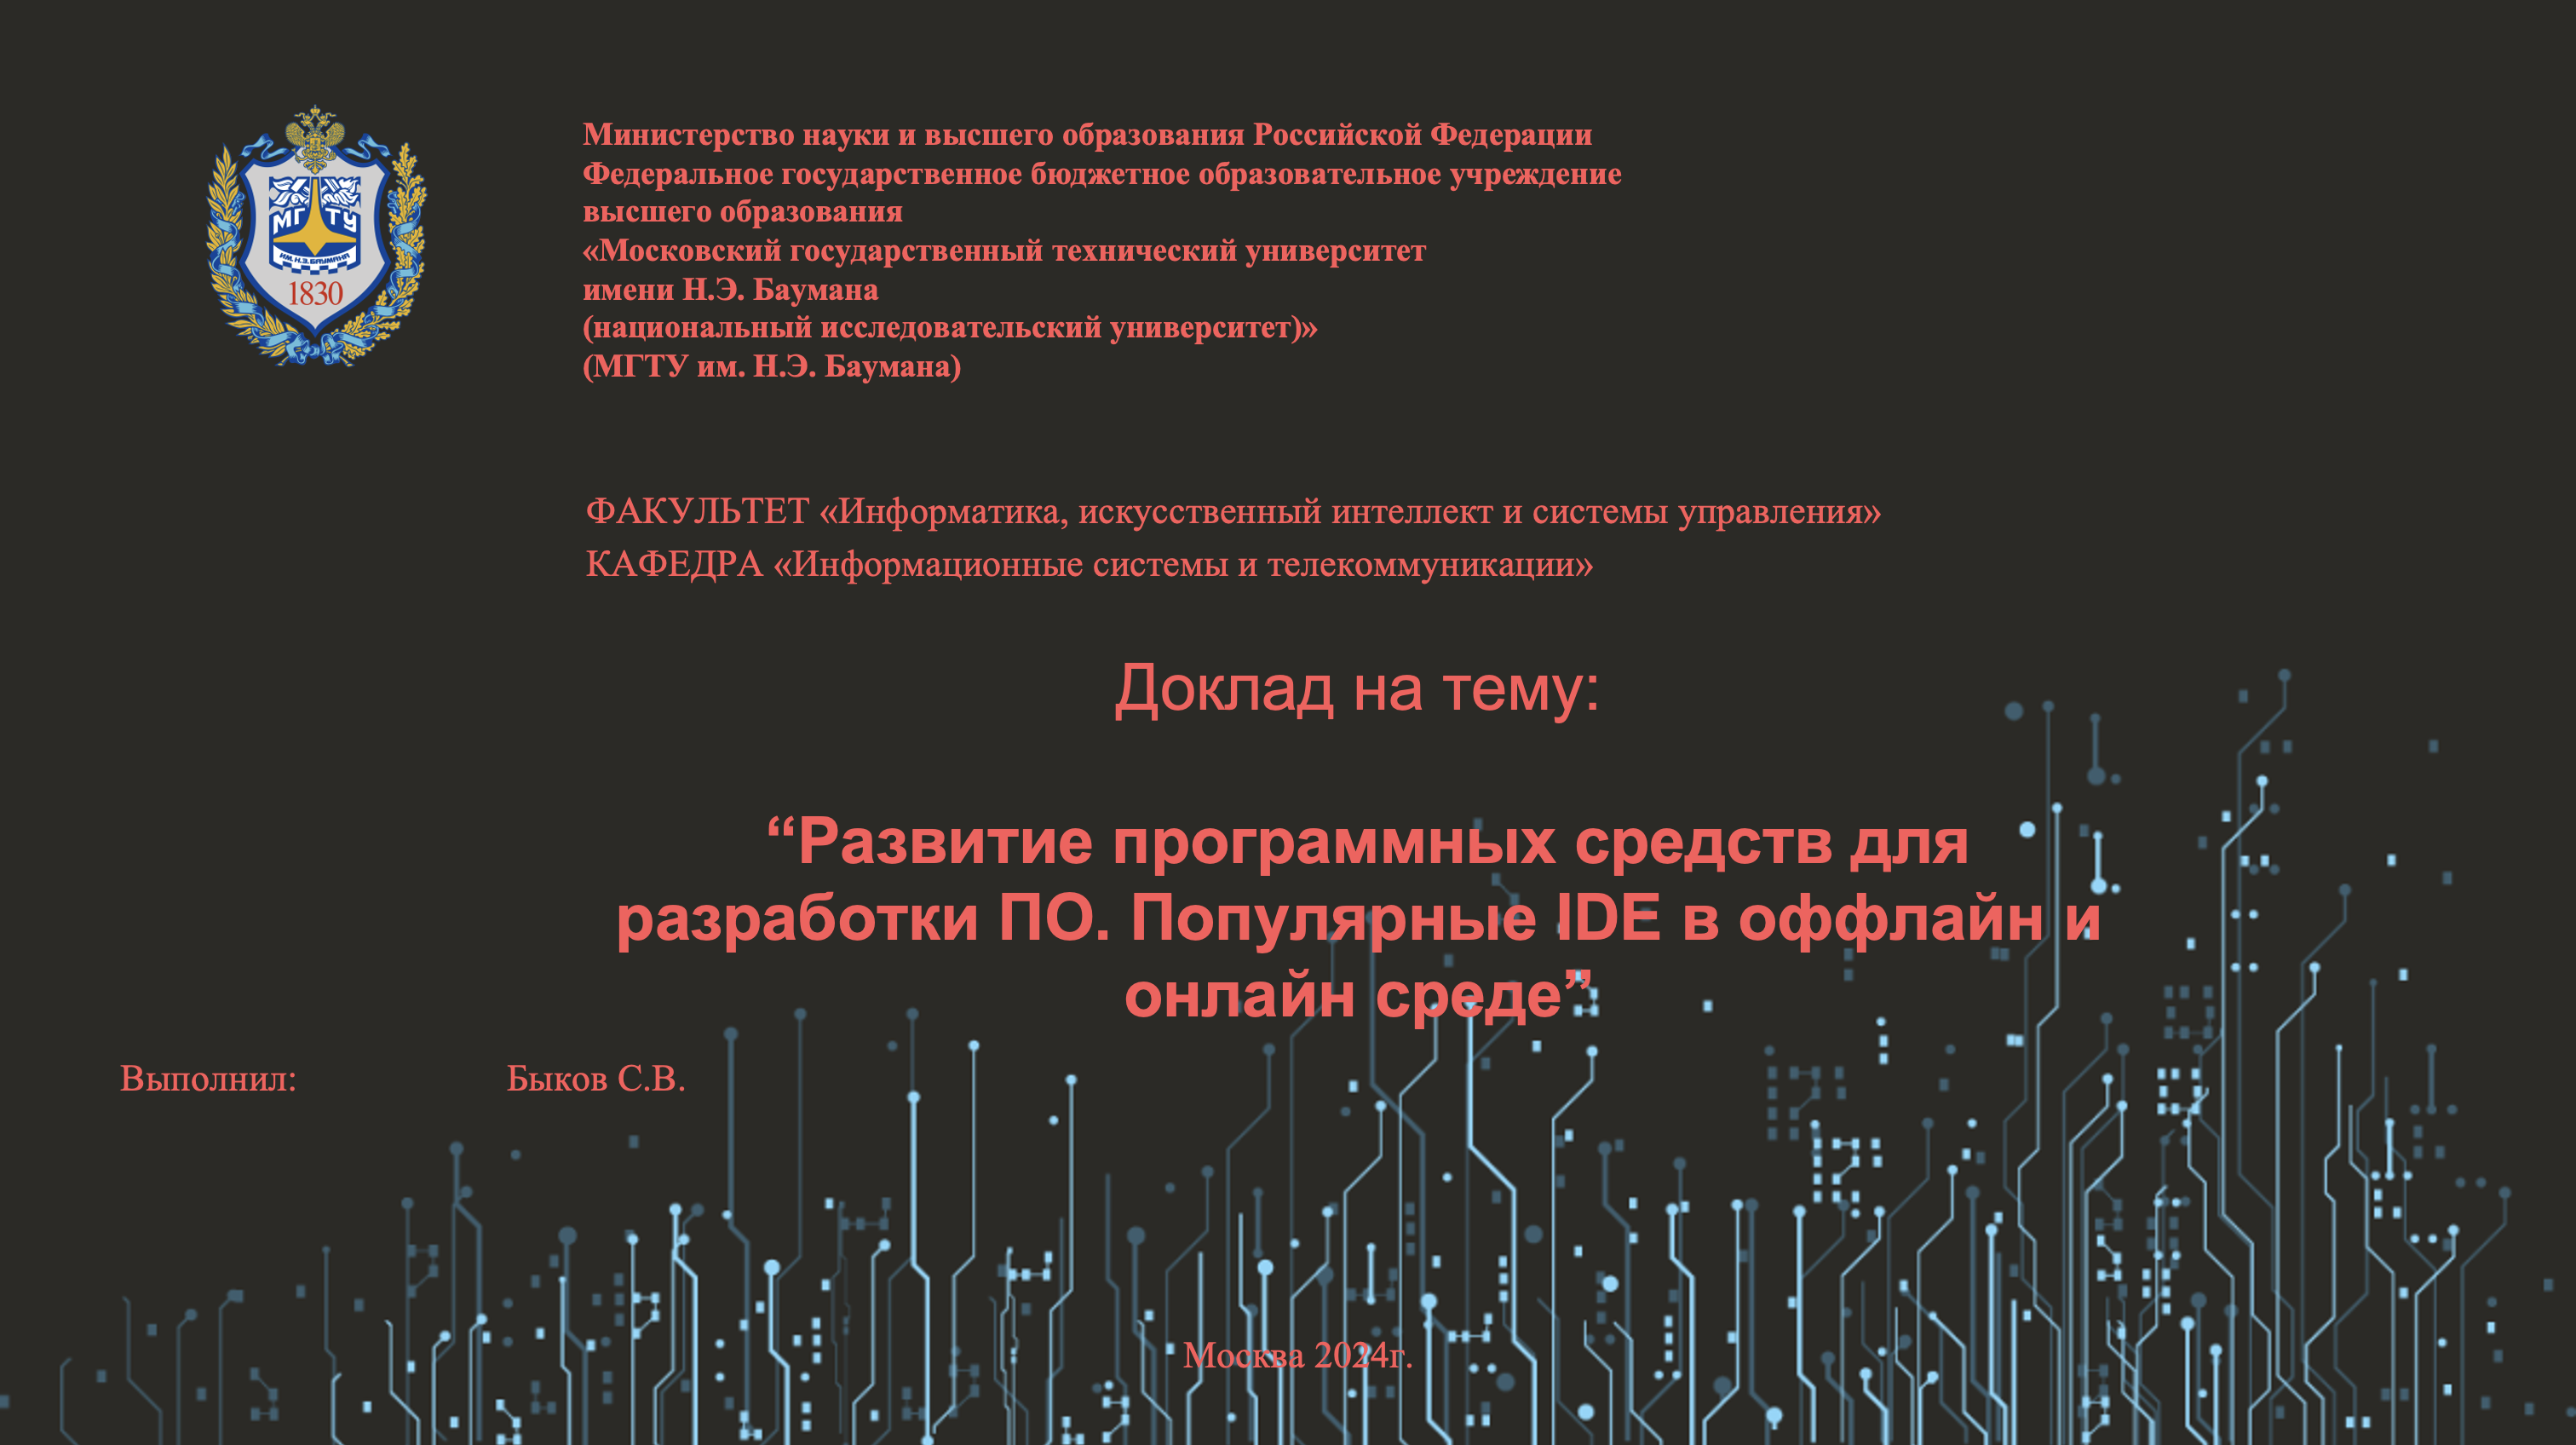 МГТУ
ИМ. Н.Э. БАУМАНА
1830
Министерство науки и высшего образования Российской Федерации
Федеральное государственное бюджетное образовательное учреждение
высшего образования
«Московский государственный технический университет
имени Н.Э. Баумана
(национальный исследовательский университет)»
(МГТУ им. Н.Э. Баумана)
ФАКУЛЬТЕТ «Информатика, искусственный интеллект и системы управления»
КАФЕДРА «Информационные системы и телекоммуникации»
Доклад на тему:
“Развитие программных средств для
разработки ПО. Популярные IDE в оффлайн и
онлайн среде”
Выполнил: Быков С.В.
Москва 2024г.